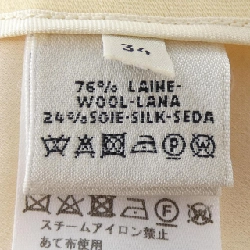 34
76% LAINE-
WOOL-LANA
24% SOIE-SILK-SEDA
スチームアイロン禁止
あて布使用